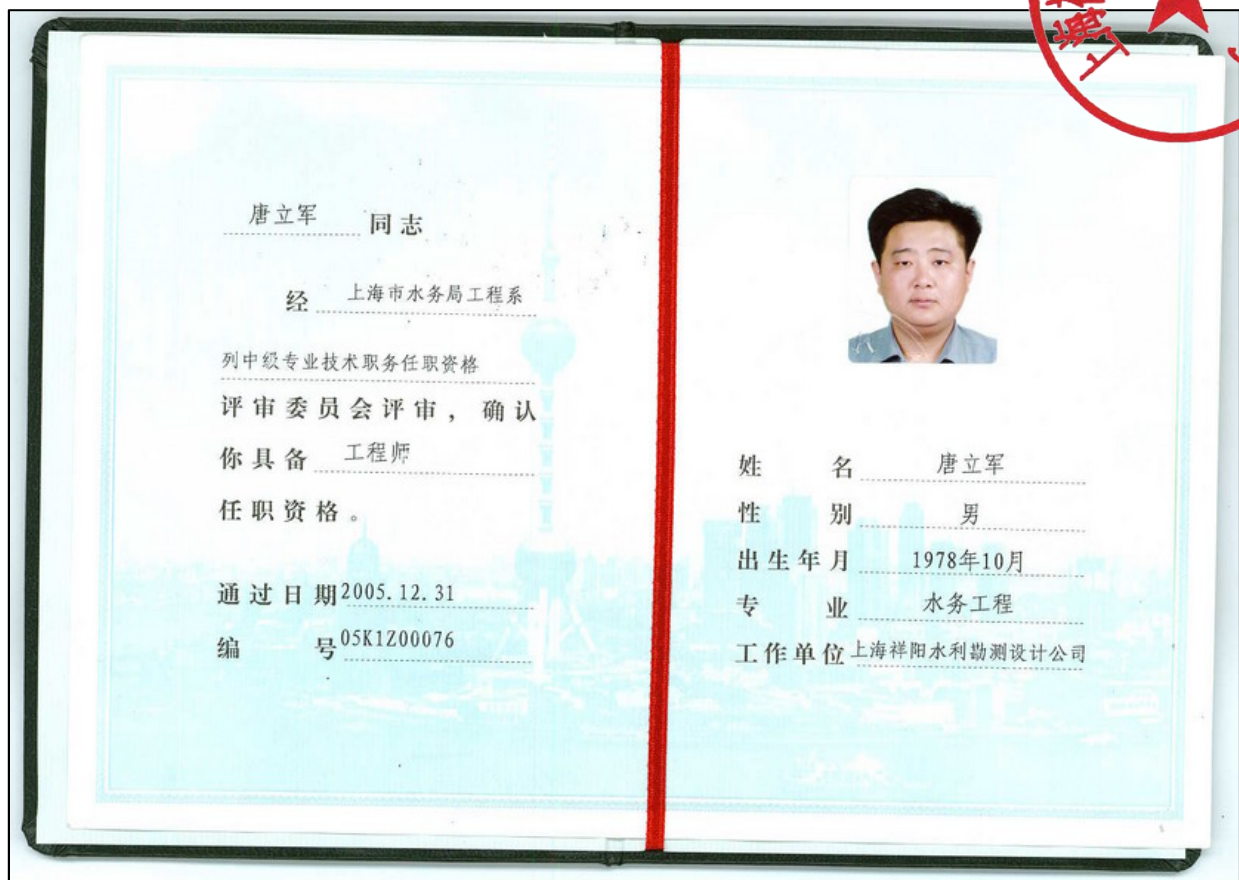 唐立军 同志
经 上海市水务局工程系
列中级专业技术职务任职资格
评审委员会评审，确认
你具备 工程师
任职资格。
通过日期 2005.12.31
编号 05K1Z00076
姓名 唐立军
性别 男
出生年月 1978年10月
专业 水务工程
工作单位 上海祥阳水利勘测设计公司